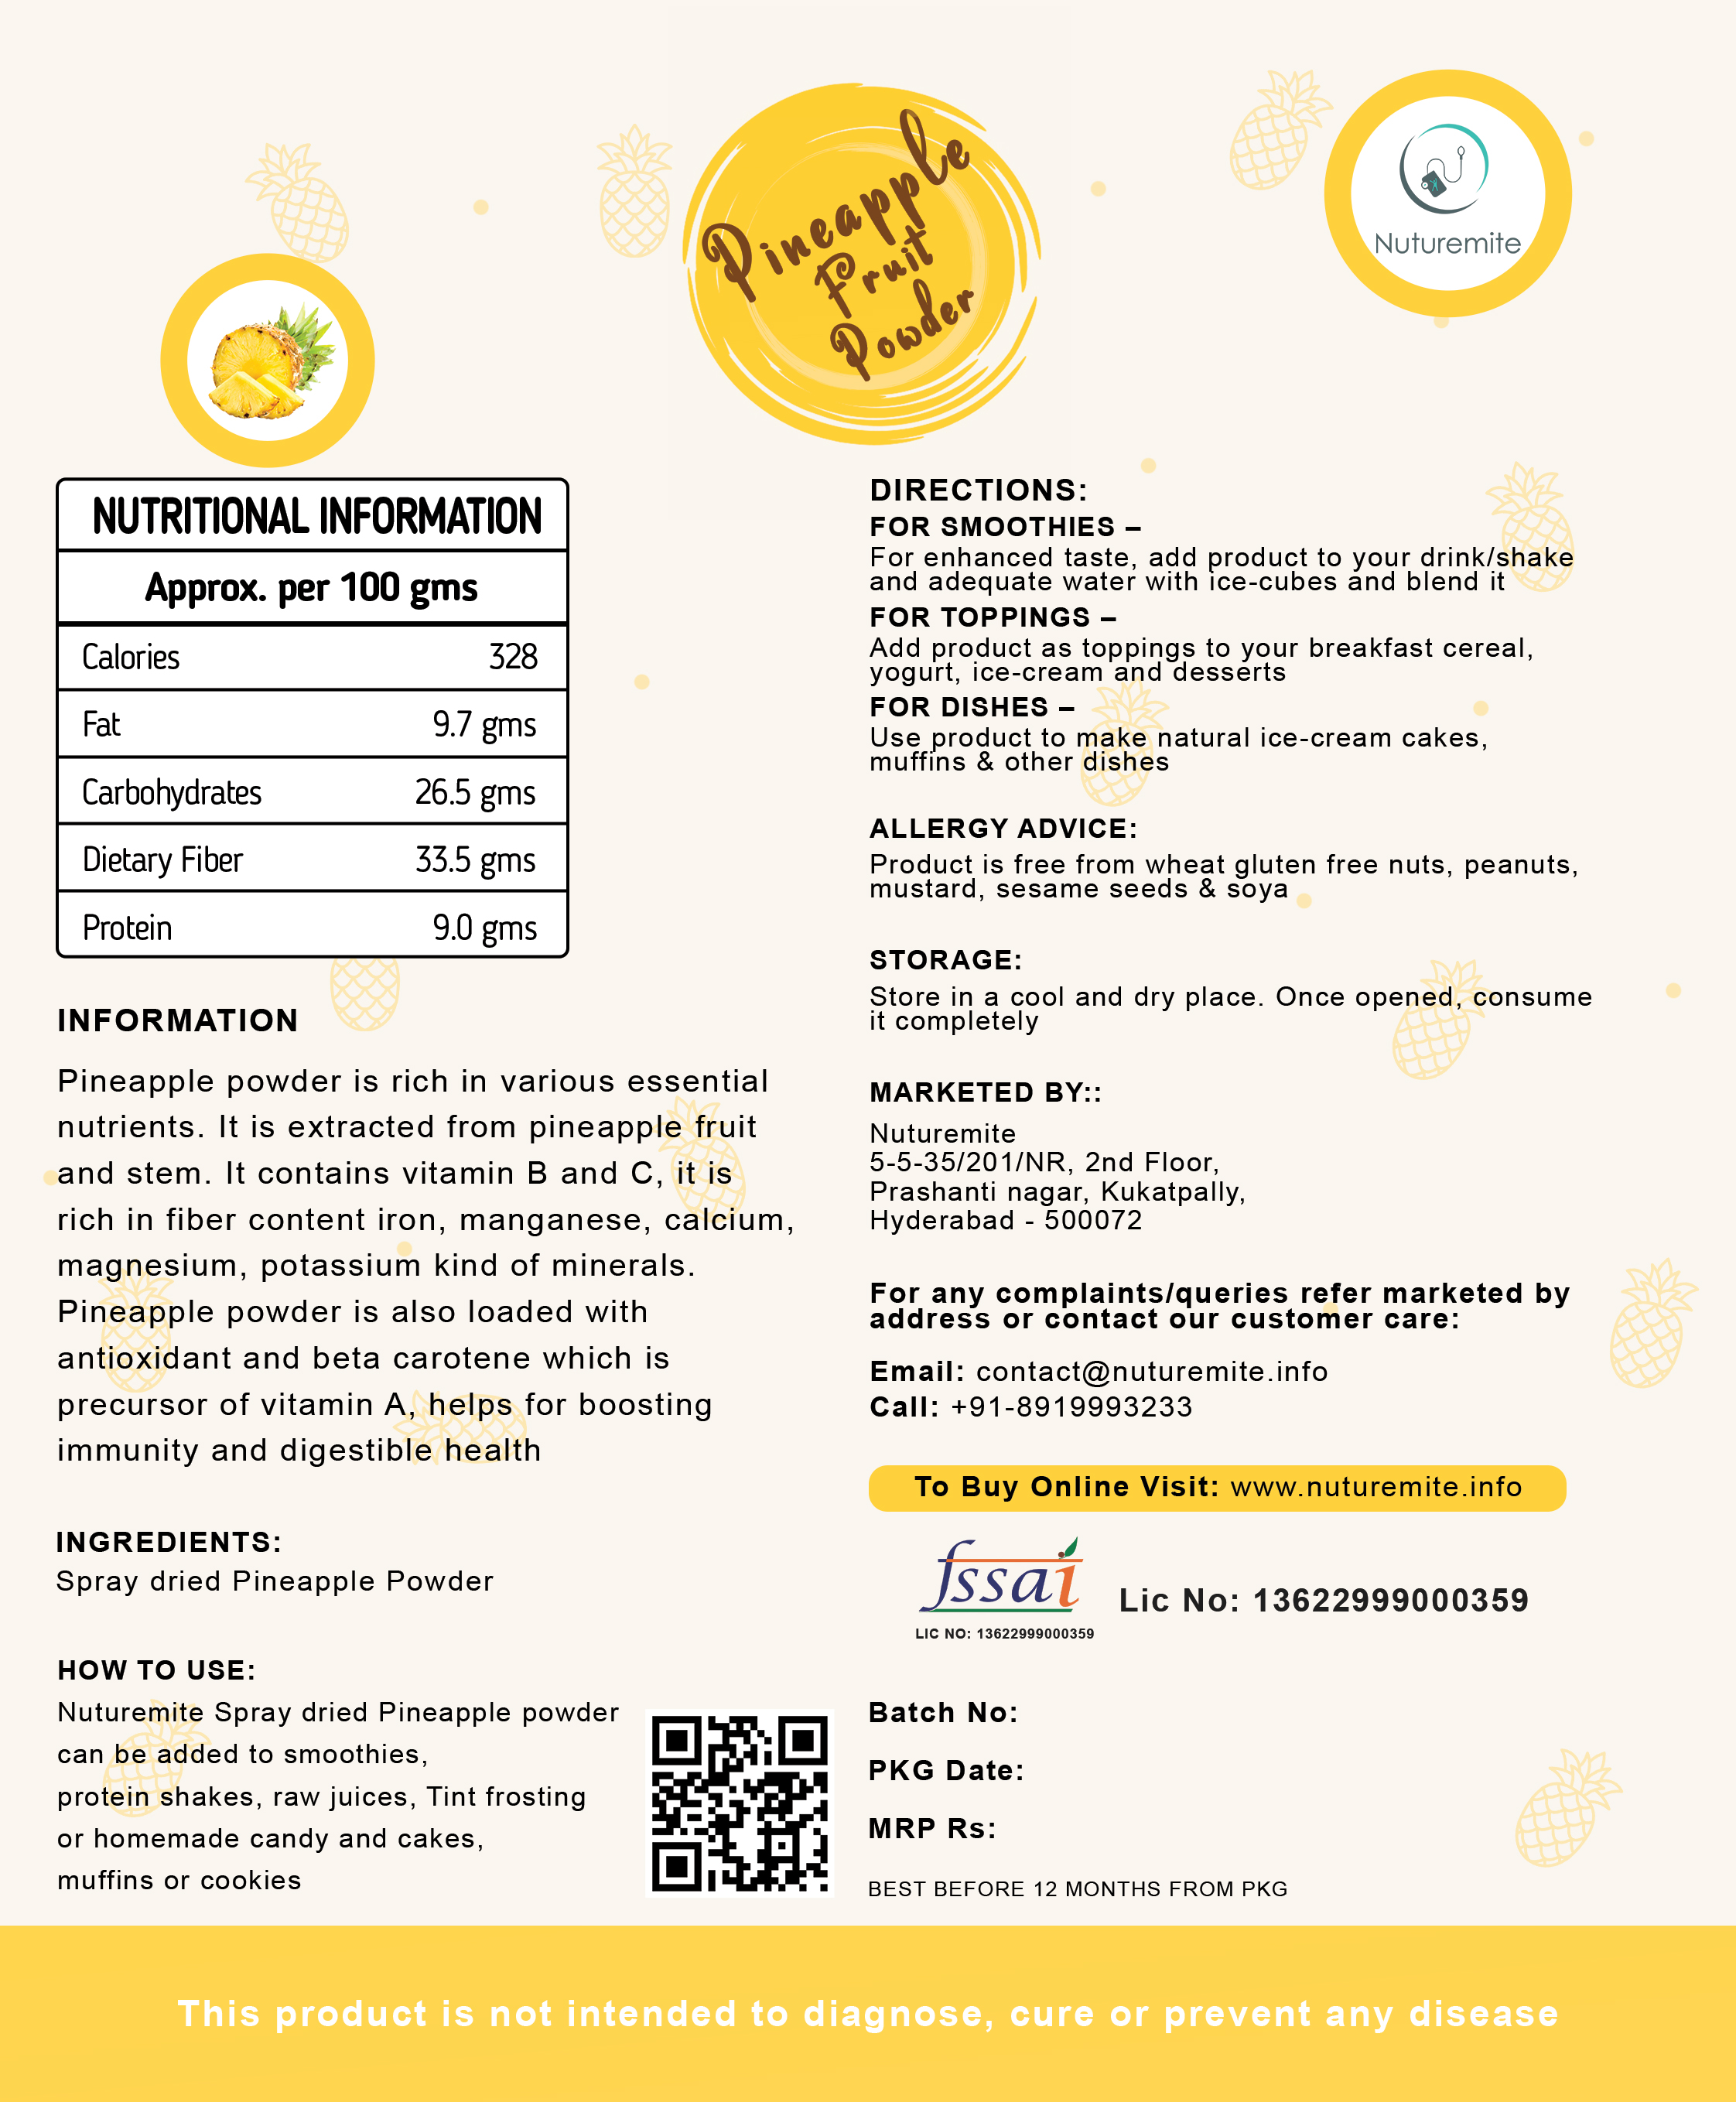 Pineapple
Fruit
Powder
Nuturemite
NUTRITIONAL INFORMATION
Approx. per 100 gms
Calories 328
Fat 9.7 gms
Carbohydrates 26.5 gms
Dietary Fiber 33.5 gms
Protein 9.0 gms
INFORMATION
Pineapple powder is rich in various essential
nutrients. It is extracted from pineapple fruit
and stem. It contains vitamin B and C, it is
rich in fiber content iron, manganese, calcium,
magnesium, potassium kind of minerals.
Pineapple powder is also loaded with
antioxidant and beta carotene which is
precursor of vitamin A, helps for boosting
immunity and digestible health
INGREDIENTS:
Spray dried Pineapple Powder
HOW TO USE:
Nuturemite Spray dried Pineapple powder
can be added to smoothies,
protein shakes, raw juices, Tint frosting
or homemade candy and cakes,
muffins or cookies
DIRECTIONS:
FOR SMOOTHIES –
For enhanced taste, add product to your drink/shake
and adequate water with ice-cubes and blend it
FOR TOPPINGS –
Add product as toppings to your breakfast cereal,
yogurt, ice-cream and desserts
FOR DISHES –
Use product to make natural ice-cream cakes,
muffins & other dishes
ALLERGY ADVICE:
Product is free from wheat gluten free nuts, peanuts,
mustard, sesame seeds & soya
STORAGE:
Store in a cool and dry place. Once opened, consume
it completely
MARKETED BY::
Nuturemite
5-5-35/201/NR, 2nd Floor,
Prashanti nagar, Kukatpally,
Hyderabad - 500072
For any complaints/queries refer marketed by
address or contact our customer care:
Email: contact@nuturemite.info
Call: +91-8919993233
To Buy Online Visit: www.nuturemite.info
fssai
LIC NO: 13622999000359
Lic No: 13622999000359
Batch No:
PKG Date:
MRP Rs:
BEST BEFORE 12 MONTHS FROM PKG
This product is not intended to diagnose, cure or prevent any disease